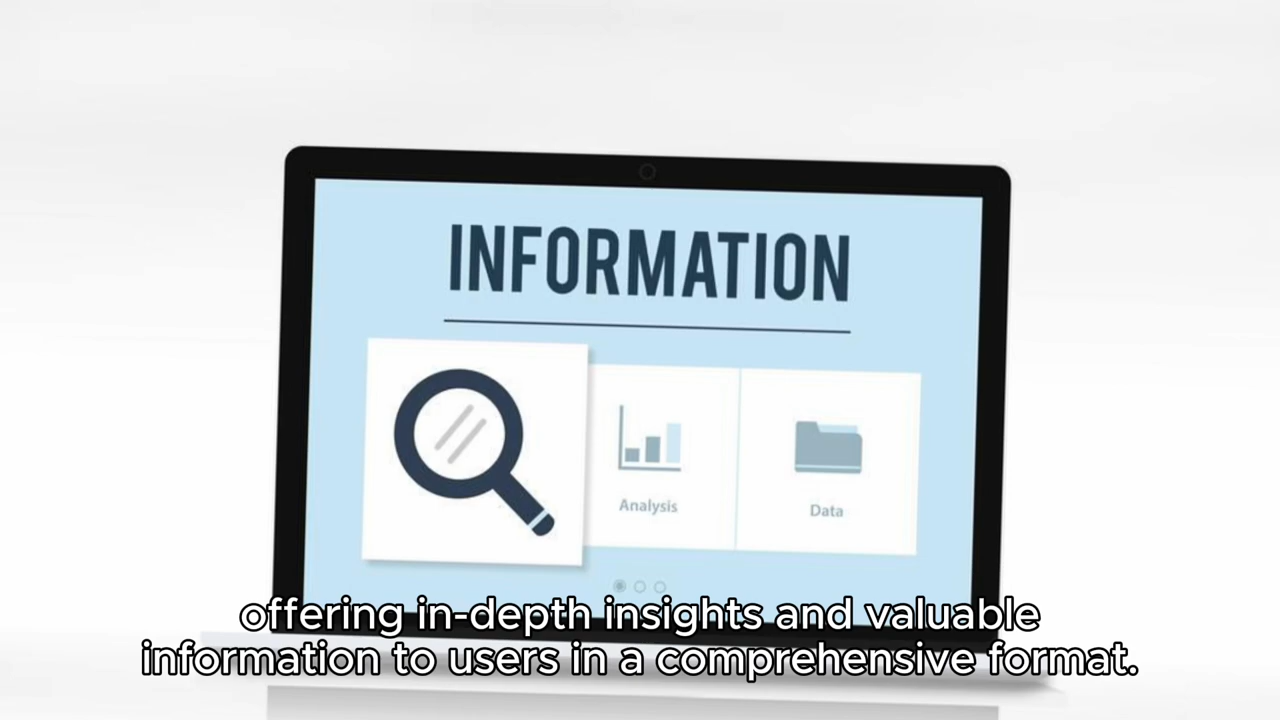 INFORMATION
Analysis
Data
offering in-depth insights and valuable
information to users in a comprehensive format.